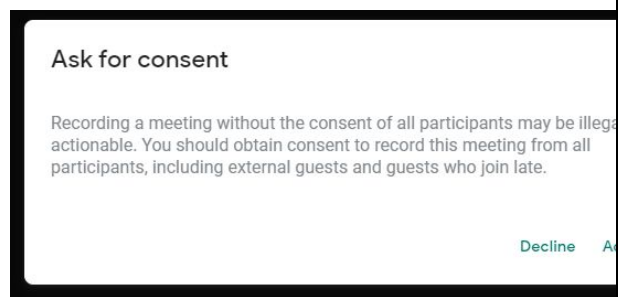 Ask for consent
Recording a meeting without the consent of all participants may be
actionable. You should obtain consent to record this meeting from all
participants, including external guests and guests who join late.
Decline